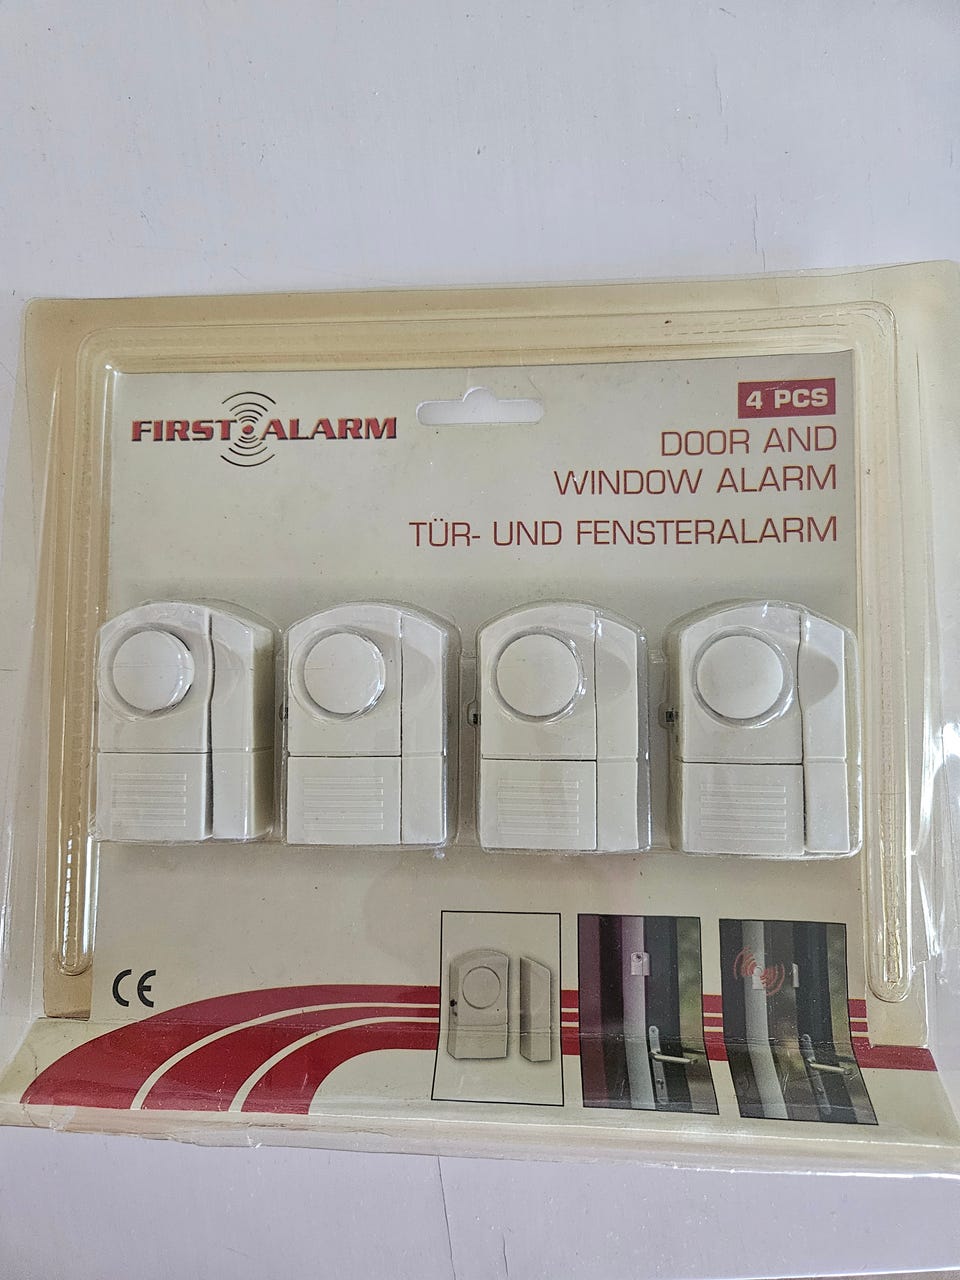 FIRST ALARM
4 PCS
DOOR AND
WINDOW ALARM
TÜR- UND FENSTERALARM
CE